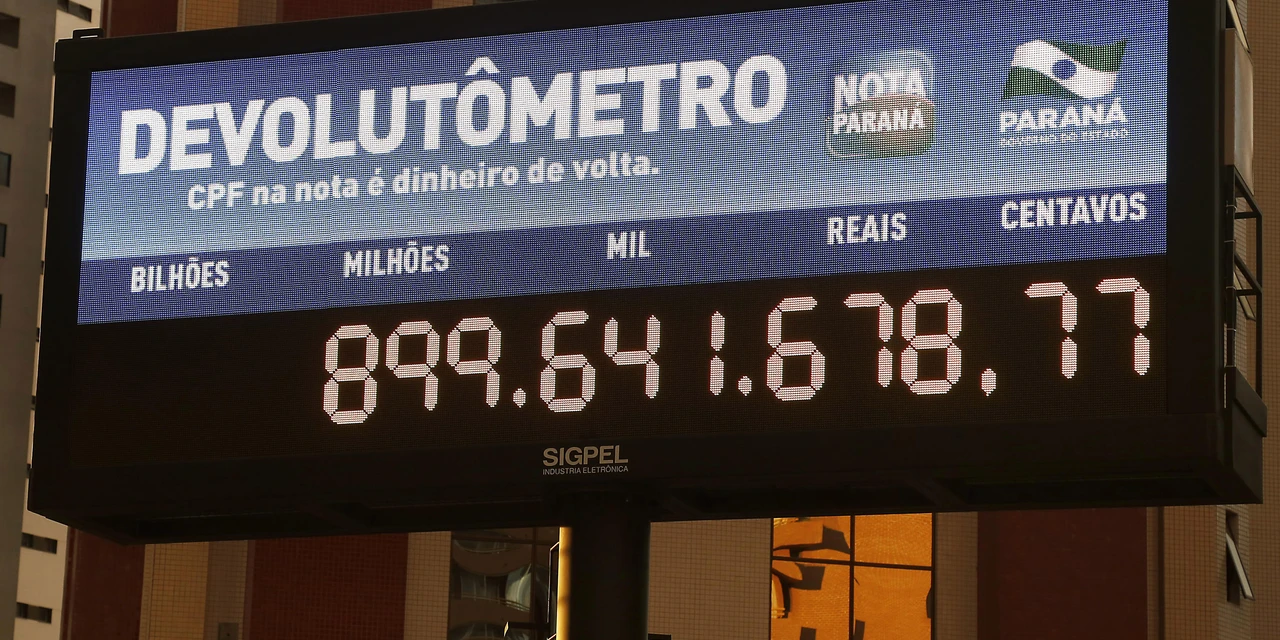 DEVOLUTÔMETRO
CPF na nota é dinheiro de volta.
NOTA
PARANÁ
PARANÁ
GOVERNO DO ESTADO
BILHÕES MILHÕES MIL REAIS CENTAVOS
899.641.678.77
SIGPEL
INDUSTRIA ELETRÔNICA